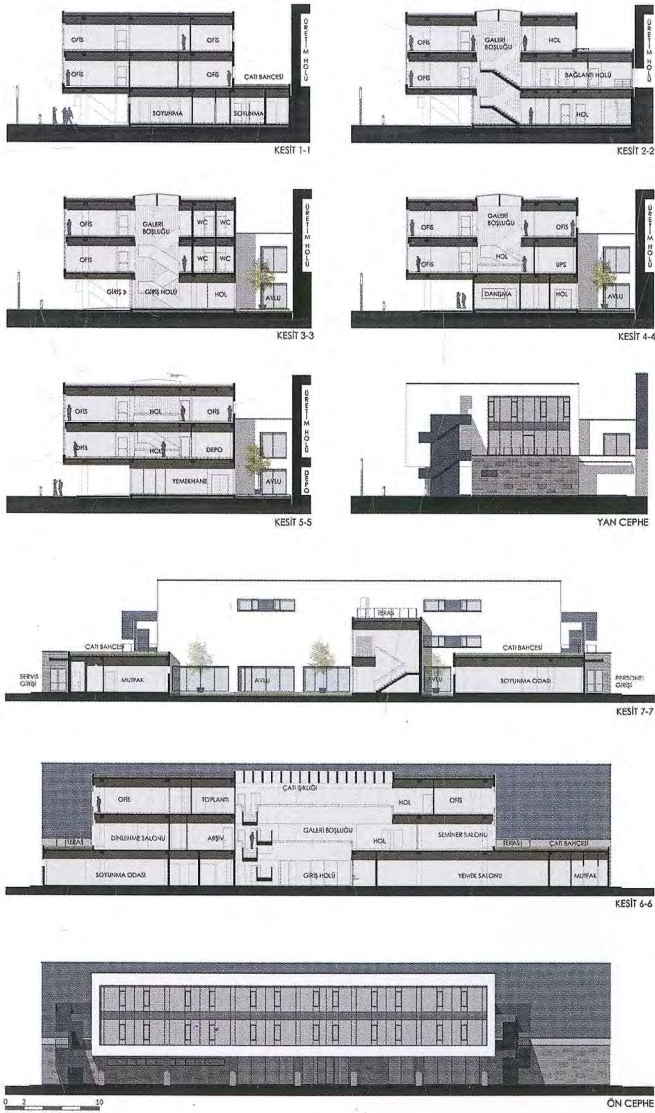 OFİS OFİS ÜRETİM HOLÜ
OFİS OFİS ÇATI BAHÇESİ
SOYUNMA SOYUNMA
KESİT 1-1
OFİS GALERİ BOŞLUĞU HOL ÜRETİM HOLÜ
OFİS BAĞLANTI HOLÜ
HOL
KESİT 2-2
OFİS GALERİ BOŞLUĞU WC WC ÜRETİM HOLÜ
OFİS WC WC
GİRİŞ GİRİŞ HOLÜ HOL AVLU
KESİT 3-3
OFİS GALERİ BOŞLUĞU OFİS ÜRETİM HOLÜ
OFİS HOL UPS
DANIŞMA HOL AVLU
KESİT 4-4
OFİS HOL OFİS ÜRETİM HOLÜ
OFİS HOL DEPO
YEMEKHANE AVLU DEPO
KESİT 5-5
YAN CEPHE
TERAS
ÇATI BAHÇESİ ÇATI BAHÇESİ
SERVİS GİRİŞİ MUTFAK AVLU AVLU SOYUNMA ODASI PERSONEL GİRİŞİ
KESİT 7-7
ÇATI IŞIKLIĞI
OFİS TOPLANTI HOL OFİS
DİNLENME SALONU ARŞİV GALERİ BOŞLUĞU HOL SEMİNER SALONU
TERAS TERAS ÇATI BAHÇESİ
SOYUNMA ODASI GİRİŞ HOLÜ YEMEK SALONU MUTFAK
KESİT 6-6
0 2 10
ÖN CEPHE